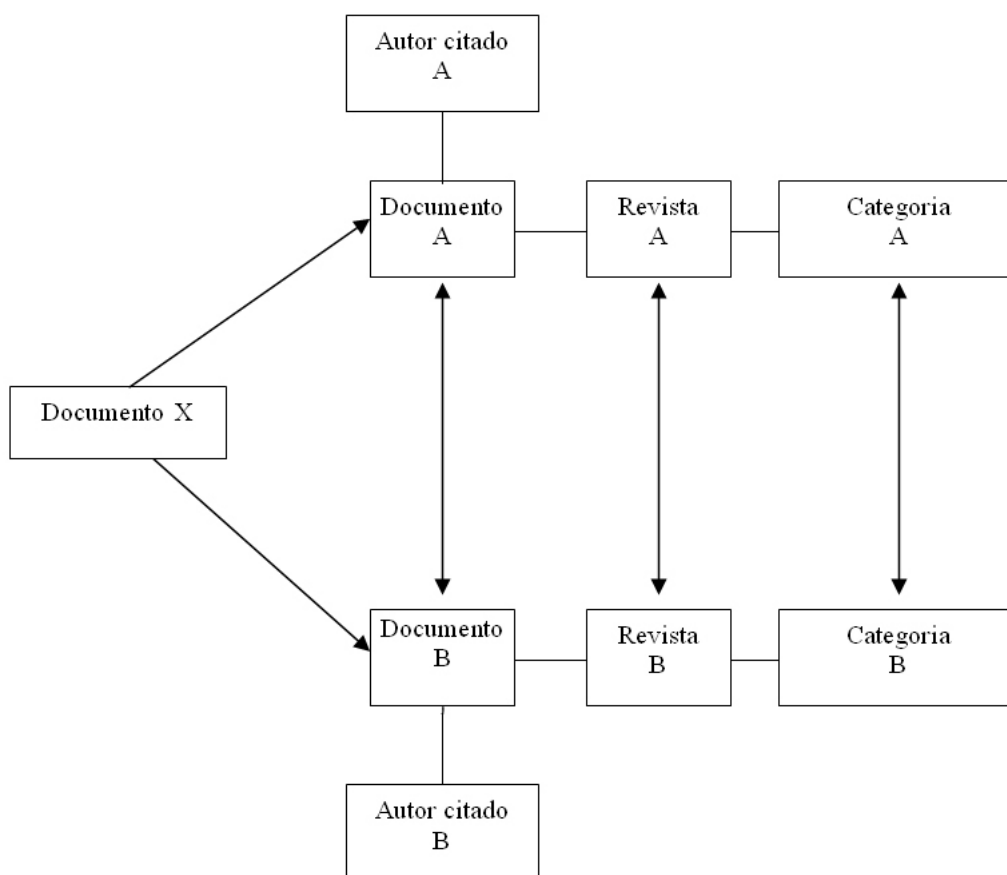 Autor citado
A
Documento
A
Revista
A
Categoria
A
Documento X
Documento
B
Revista
B
Categoria
B
Autor citado
B